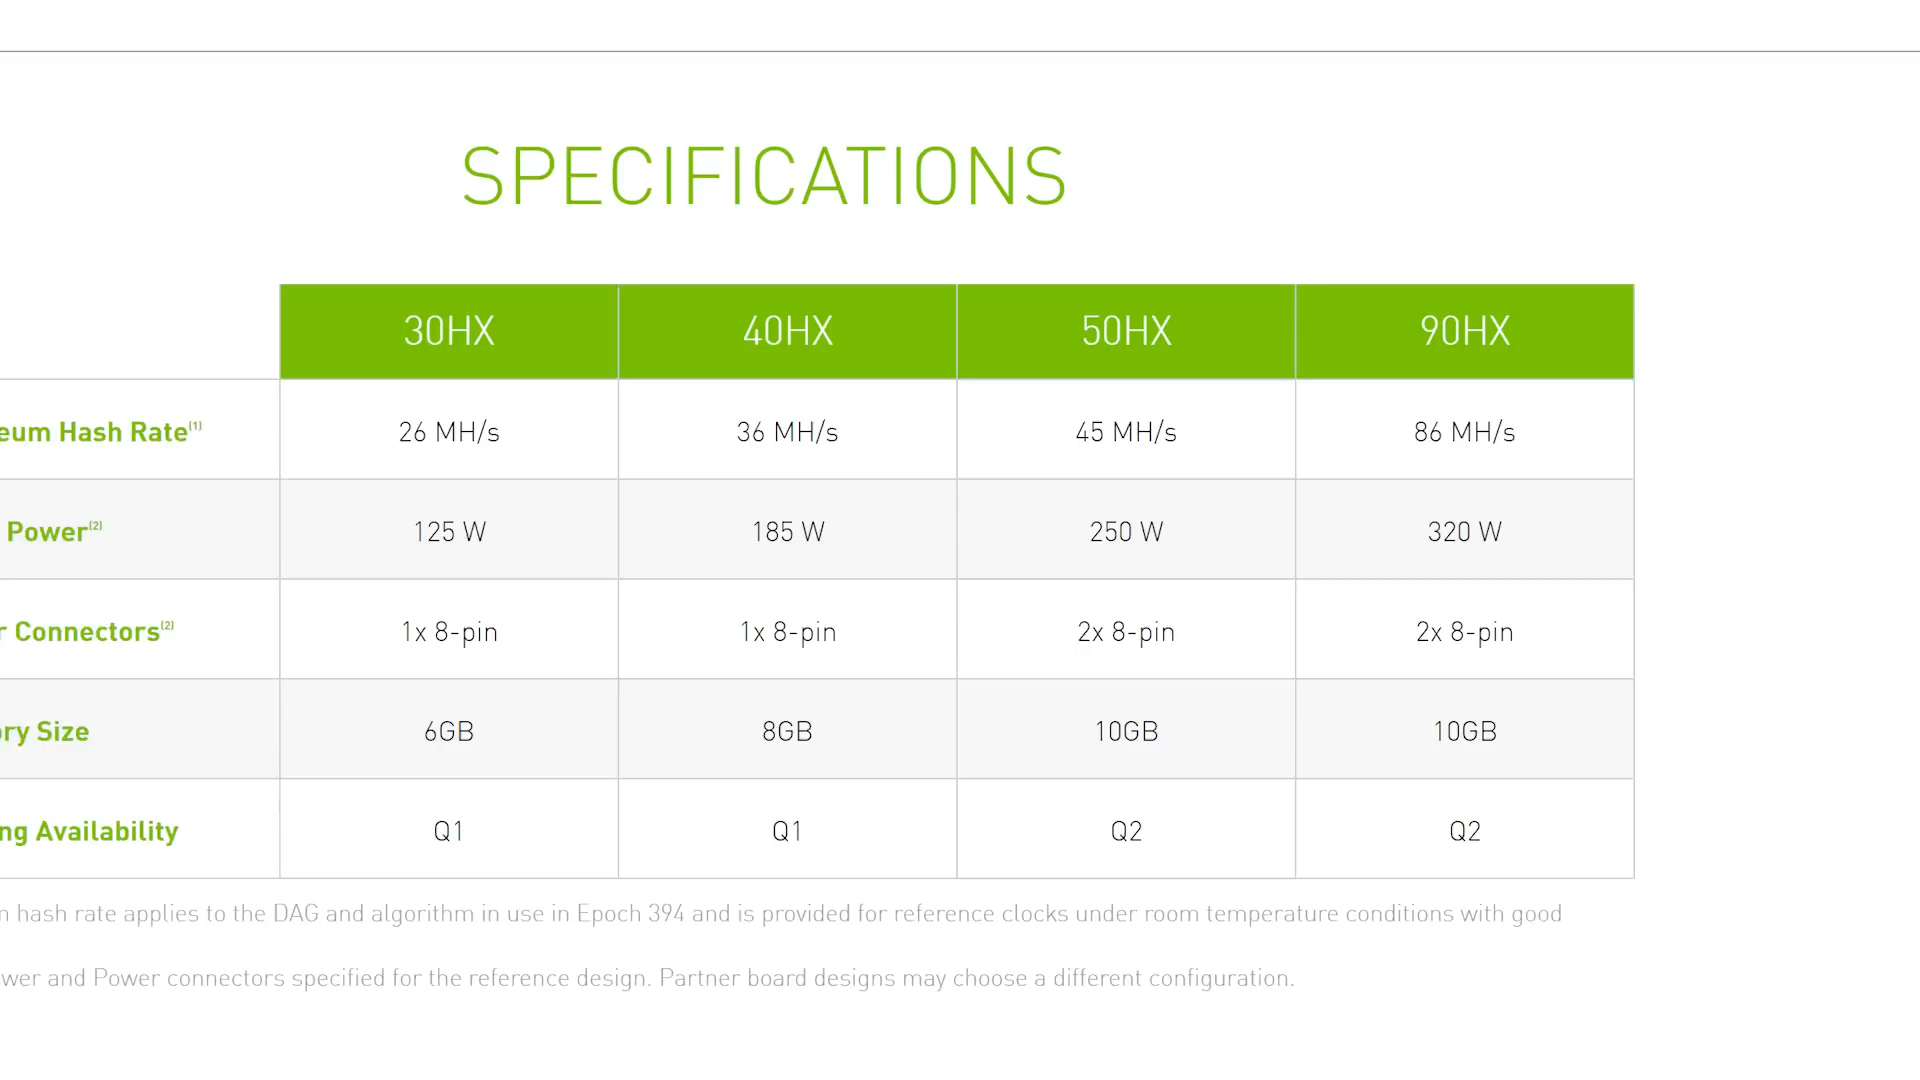 SPECIFICATIONS
30HX 40HX 50HX 90HX
eum Hash Rate(1) 26 MH/s 36 MH/s 45 MH/s 86 MH/s
Power(2) 125 W 185 W 250 W 320 W
r Connectors(2) 1x 8-pin 1x 8-pin 2x 8-pin 2x 8-pin
ory Size 6GB 8GB 10GB 10GB
ng Availability Q1 Q1 Q2 Q2
hash rate applies to the DAG and algorithm in use in Epoch 394 and is provided for reference clocks under room temperature conditions with good
wer and Power connectors specified for the reference design. Partner board designs may choose a different configuration.